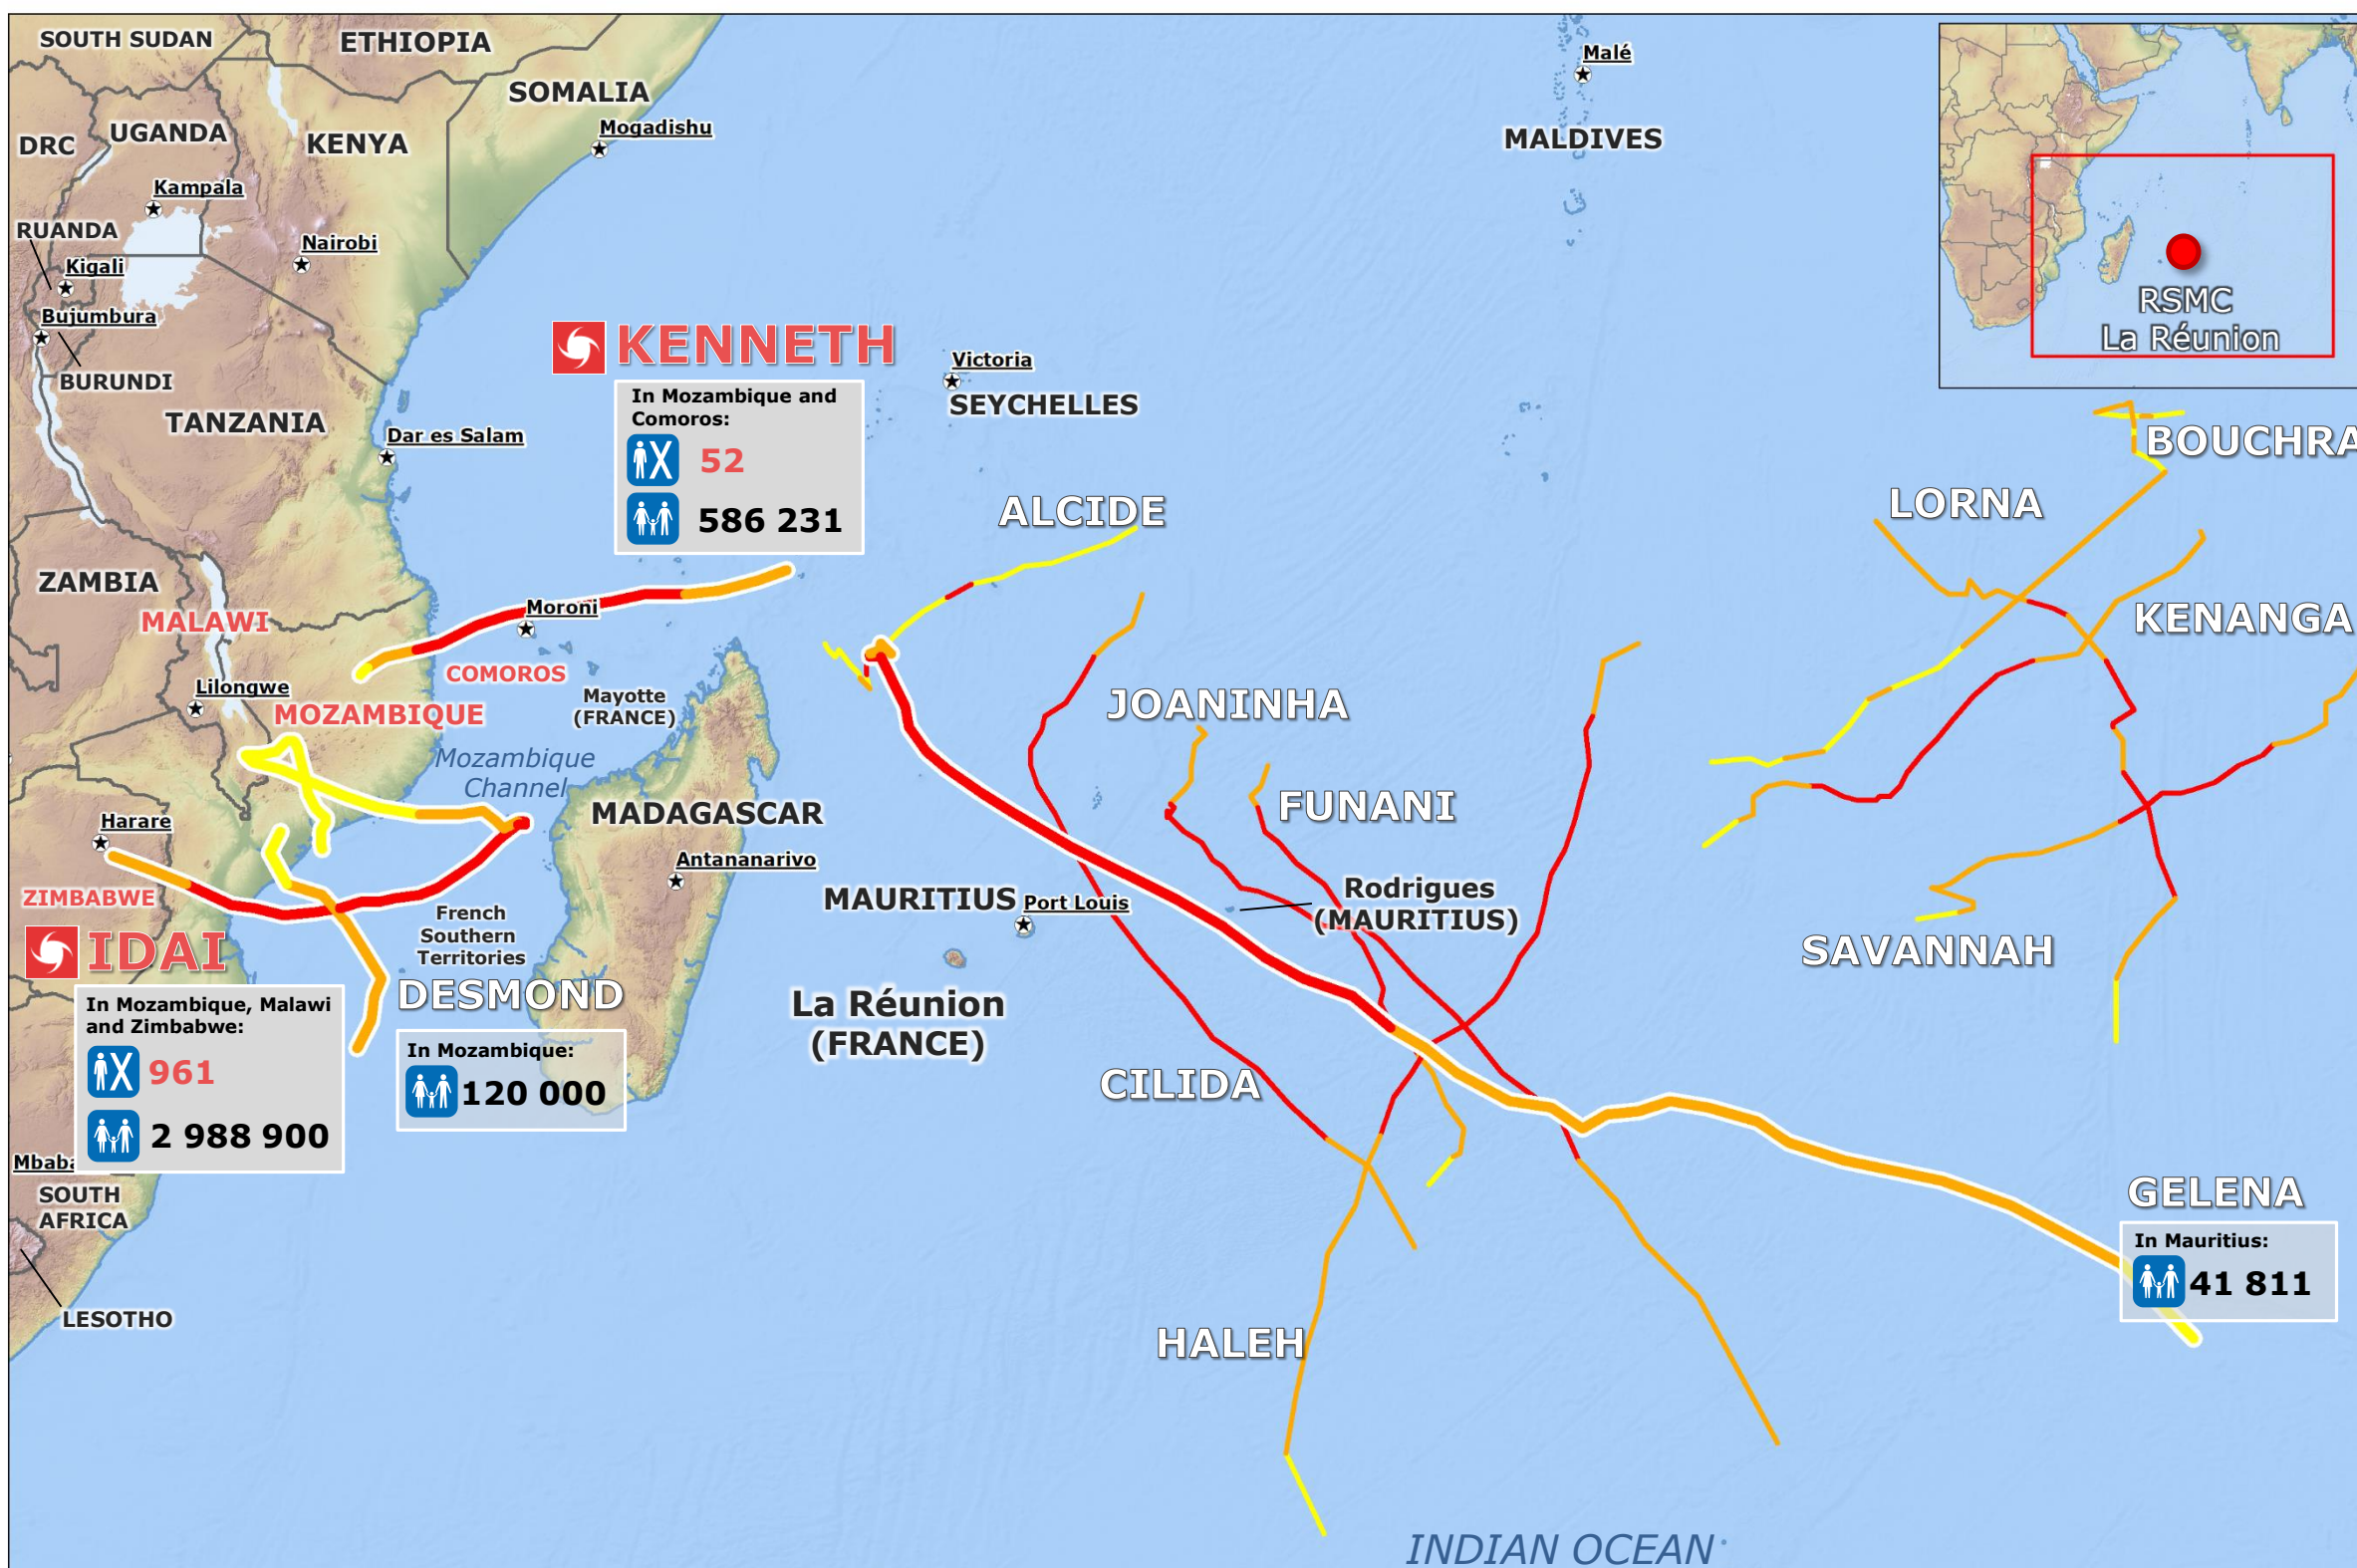 SOUTH SUDAN
ETHIOPIA
SOMALIA
Mogadishu
DRC
UGANDA
KENYA
Kampala
RUANDA
Nairobi
Kigali
Bujumbura
BURUNDI
TANZANIA
Dar es Salam
Malé
MALDIVES
RSMC
La Réunion
KENNETH
In Mozambique and
Comoros:
52
586 231
Victoria
SEYCHELLES
ALCIDE
BOUCHRA
LORNA
KENANGA
ZAMBIA
MALAWI
Moroni
COMOROS
Lilongwe
MOZAMBIQUE
Mayotte
(FRANCE)
Mozambique
Channel
JOANINHA
FUNANI
Harare
MADAGASCAR
Antananarivo
ZIMBABWE
MAURITIUS
Port Louis
Rodrigues
(MAURITIUS)
French
Southern
Territories
IDAI
In Mozambique, Malawi
and Zimbabwe:
961
2 988 900
DESMOND
In Mozambique:
120 000
La Réunion
(FRANCE)
SAVANNAH
CILIDA
SOUTH
AFRICA
LESOTHO
GELENA
In Mauritius:
41 811
HALEH
INDIAN OCEAN